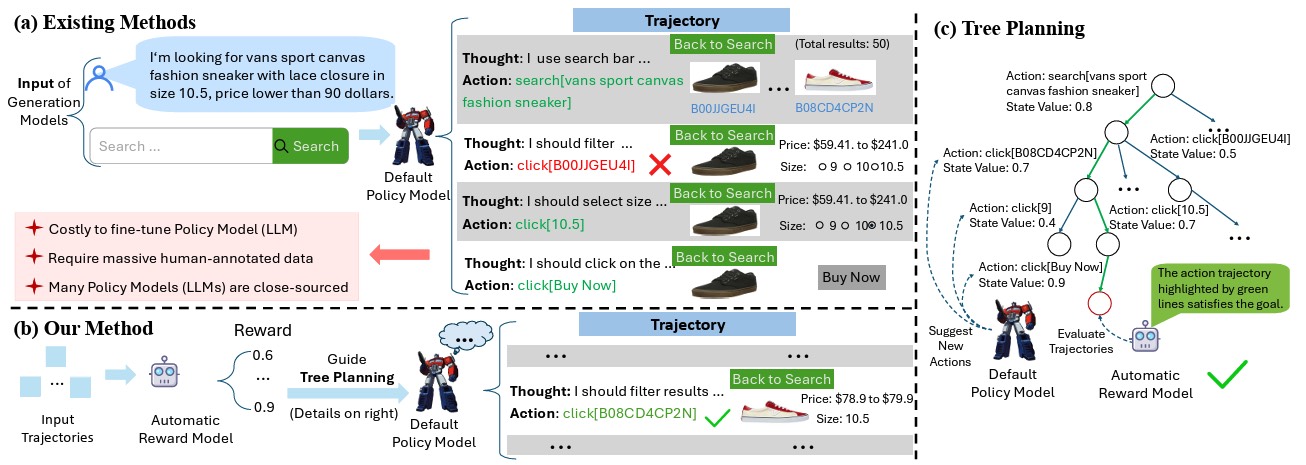 (a) Existing Methods
Input of
Generation
Models
I'm looking for vans sport canvas
fashion sneaker with lace closure in
size 10.5, price lower than 90 dollars.
Search ...
Search
Default
Policy Model
Costly to fine-tune Policy Model (LLM)
Require massive human-annotated data
Many Policy Models (LLMs) are close-sourced
Trajectory
Thought: I use search bar ...
Action: search[vans sport canvas
fashion sneaker]
Back to Search
(Total results: 50)
...
B00JJGEU4I
B08CD4CP2N
Thought: I should filter ...
Action: click[B00JJGEU4I]
Back to Search
Price: $59.41. to $241.0
Size: 9 10 10.5
Thought: I should select size ...
Action: click[10.5]
Back to Search
Price: $59.41. to $241.0
Size: 9 10 10.5
Thought: I should click on the ...
Action: click[Buy Now]
Back to Search
Buy Now
(b) Our Method
...
Input
Trajectories
Automatic
Reward Model
Reward
0.6
...
0.9
Guide
Tree Planning
(Details on right)
...
Default
Policy Model
Trajectory
... ...
Thought: I should filter results ...
Action: click[B08CD4CP2N]
Back to Search
Price: $78.9 to $79.9
Size: 10.5
... ...
(c) Tree Planning
Action: search[vans sport
canvas fashion sneaker]
State Value: 0.8
...
Action: click[B00JJGEU4I]
State Value: 0.5
Action: click[B08CD4CP2N]
State Value: 0.7
...
Action: click[9]
State Value: 0.4
Action: click[10.5]
State Value: 0.7
...
Action: click[Buy Now]
State Value: 0.9
The action trajectory
highlighted by green
lines satisfies the goal.
Suggest
New
Actions
Evaluate
Trajectories
Default
Policy Model
Automatic
Reward Model